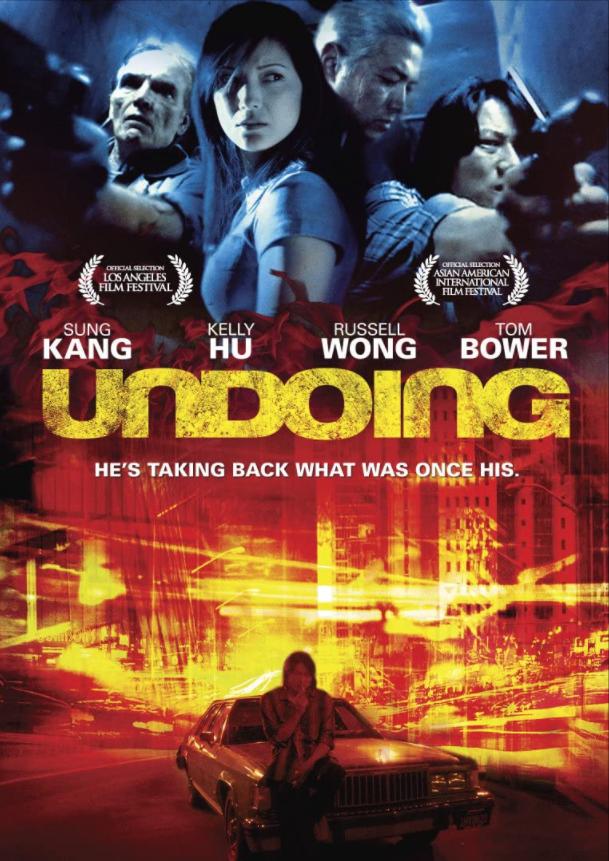 OFFICIAL SELECTION
LOS ANGELES
FILM FESTIVAL
OFFICIAL SELECTION
ASIAN AMERICAN
INTERNATIONAL
FILM FESTIVAL
SUNG
KANG
KELLY
HU
RUSSELL
WONG
TOM
BOWER
UNDOING
HE'S TAKING BACK WHAT WAS ONCE HIS.